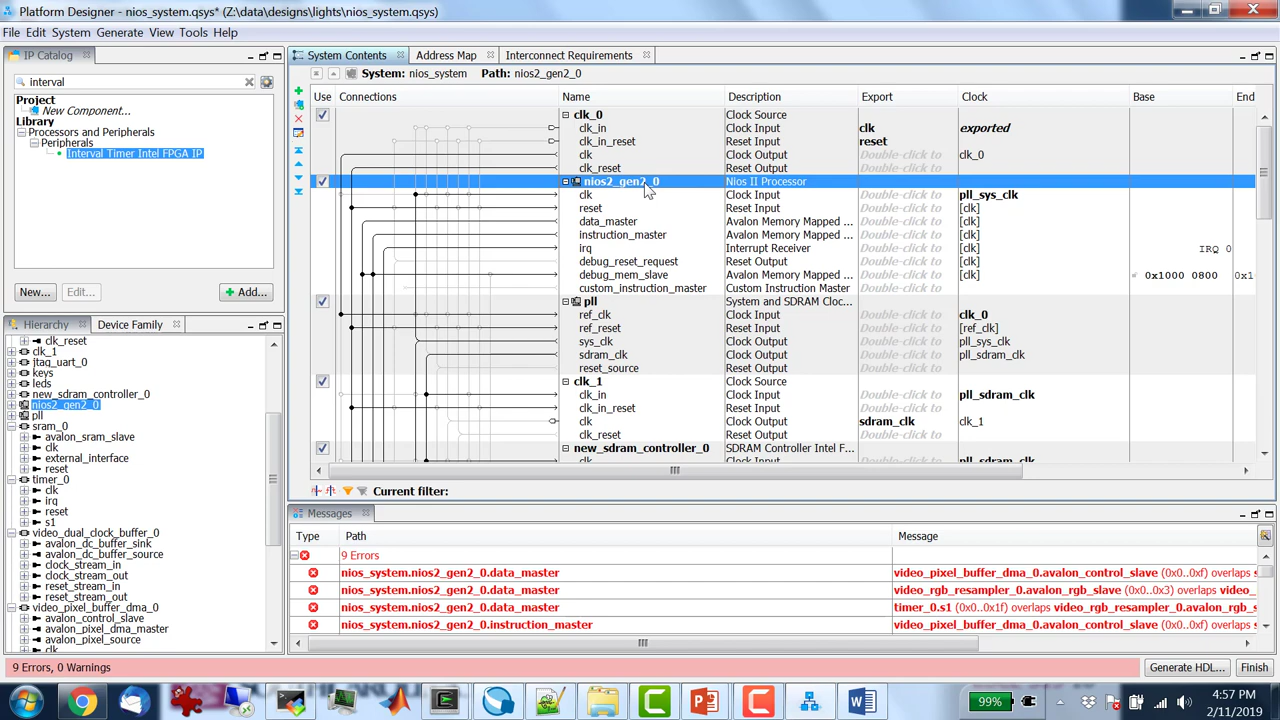 Platform Designer - nios_system.qsys* (Z:\data\designs\lights\nios_system.qsys)
File Edit System Generate View Tools Help
IP Catalog
interval
Project
New Component...
Library
Processors and Peripherals
Peripherals
Interval Timer Intel FPGA IP
New... Edit... Add...
Hierarchy Device Family
clk_reset
clk_1
jtag_uart_0
keys
leds
new_sdram_controller_0
nios2_gen2_0
pll
sram_0
avalon_sram_slave
clk
external_interface
reset
timer_0
clk
irq
reset
s1
video_dual_clock_buffer_0
avalon_dc_buffer_sink
avalon_dc_buffer_source
clock_stream_in
clock_stream_out
reset_stream_in
reset_stream_out
video_pixel_buffer_dma_0
avalon_control_slave
avalon_pixel_dma_master
avalon_pixel_source
System Contents Address Map Interconnect Requirements
System: nios_system Path: nios2_gen2_0
Use Connections Name Description Export Clock Base End
clk_0 Clock Source
clk_in Clock Input clk exported
clk_in_reset Reset Input reset
clk Clock Output Double-click to clk_0
clk_reset Reset Output Double-click to
nios2_gen2_0 Nios II Processor
clk Clock Input Double-click to pll_sys_clk
reset Reset Input Double-click to [clk]
data_master Avalon Memory Mapped ... Double-click to [clk]
instruction_master Avalon Memory Mapped ... Double-click to [clk]
irq Interrupt Receiver Double-click to [clk] IRQ 0
debug_reset_request Reset Output Double-click to [clk]
debug_mem_slave Avalon Memory Mapped ... Double-click to [clk] 0x1000 0800 0x1
custom_instruction_master Custom Instruction Master Double-click to
pll System and SDRAM Cloc...
ref_clk Clock Input Double-click to clk_0
ref_reset Reset Input Double-click to [ref_clk]
sys_clk Clock Output Double-click to pll_sys_clk
sdram_clk Clock Output Double-click to pll_sdram_clk
reset_source Reset Output Double-click to
clk_1 Clock Source
clk_in Clock Input Double-click to pll_sdram_clk
clk_in_reset Reset Input Double-click to
clk Clock Output sdram_clk clk_1
clk_reset Reset Output Double-click to
new_sdram_controller_0 SDRAM Controller Intel F...
clk Clock Input Double-click to pll_sdram_clk
Current filter:
Messages
Type Path Message
9 Errors
nios_system.nios2_gen2_0.data_master video_pixel_buffer_dma_0.avalon_control_slave (0x0..0xf) overlaps
nios_system.nios2_gen2_0.data_master video_rgb_resampler_0.avalon_rgb_slave (0x0..0x3) overlaps video_
nios_system.nios2_gen2_0.data_master timer_0.s1 (0x0..0x1f) overlaps video_rgb_resampler_0.avalon_rgb_s
nios_system.nios2_gen2_0.instruction_master video_pixel_buffer_dma_0.avalon_control_slave (0x0..0xf) overlaps
9 Errors, 0 Warnings
Generate HDL... Finish
99%
4:57 PM
2/11/2019